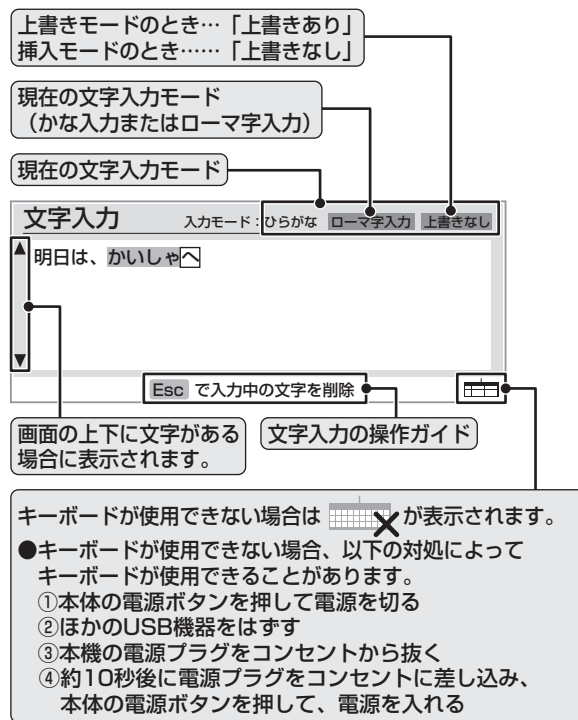 上書きモードのとき…「上書きあり」
挿入モードのとき……「上書きなし」
現在の文字入力モード
（かな入力またはローマ字入力）
現在の文字入力モード
文字入力 入力モード：ひらがな ローマ字入力 上書きなし
▲
明日は、かいしゃへ
▼
Esc で入力中の文字を削除
画面の上下に文字がある
場合に表示されます。
文字入力の操作ガイド
キーボードが使用できない場合は が表示されます。
●キーボードが使用できない場合、以下の対処によって
キーボードが使用できることがあります。
①本体の電源ボタンを押して電源を切る
②ほかのUSB機器をはずす
③本機の電源プラグをコンセントから抜く
④約10秒後に電源プラグをコンセントに差し込み、
本体の電源ボタンを押して、電源を入れる